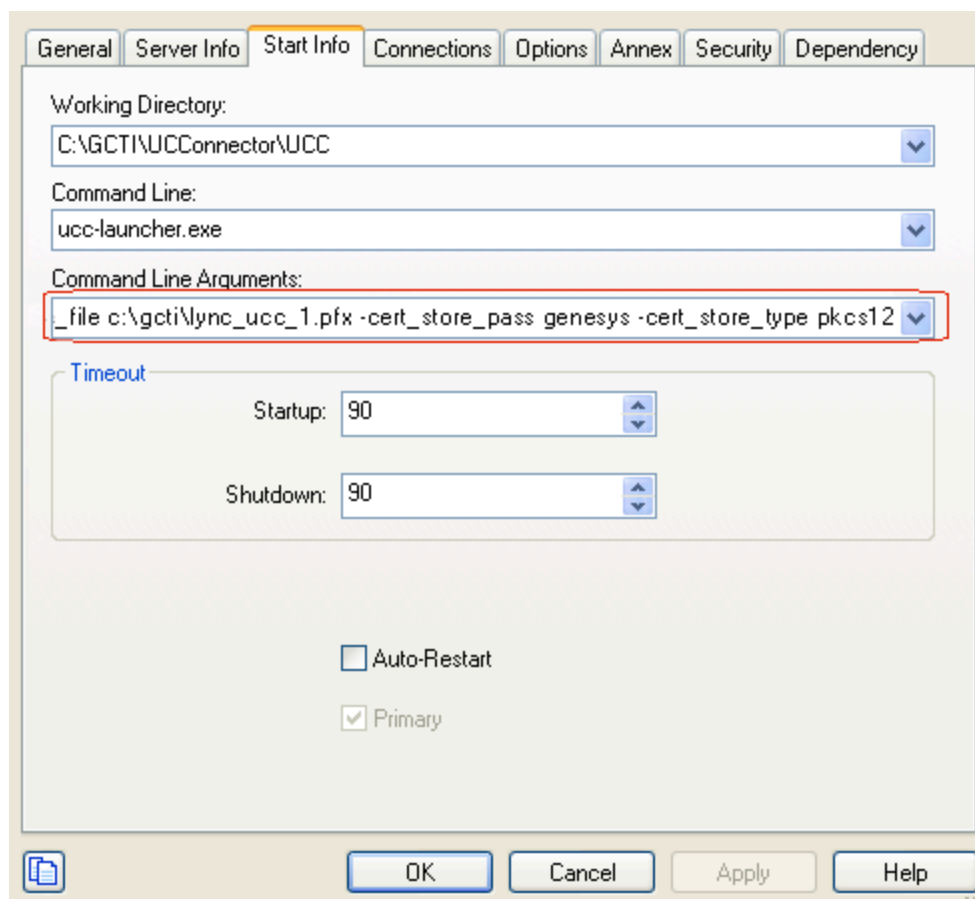 General Server Info Start Info Connections Options Annex Security Dependency
Working Directory:
C:\GCTI\UCConnector\UCC
Command Line:
ucc-launcher.exe
Command Line Arguments:
_file c:\gcti\lync_ucc_1.pfx -cert_store_pass genesys -cert_store_type pkcs12
Timeout
Startup: 90
Shutdown: 90
Auto-Restart
Primary
OK Cancel Apply Help